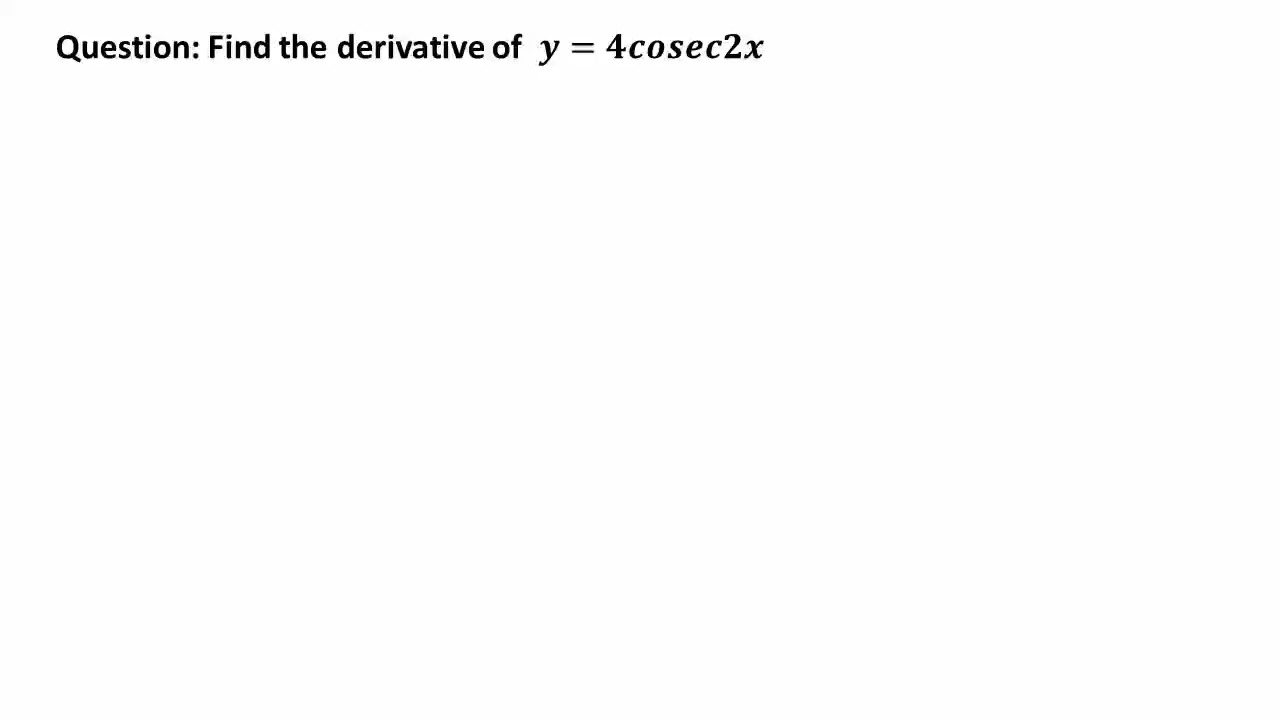 Question: Find the derivative of y = 4cosec2x